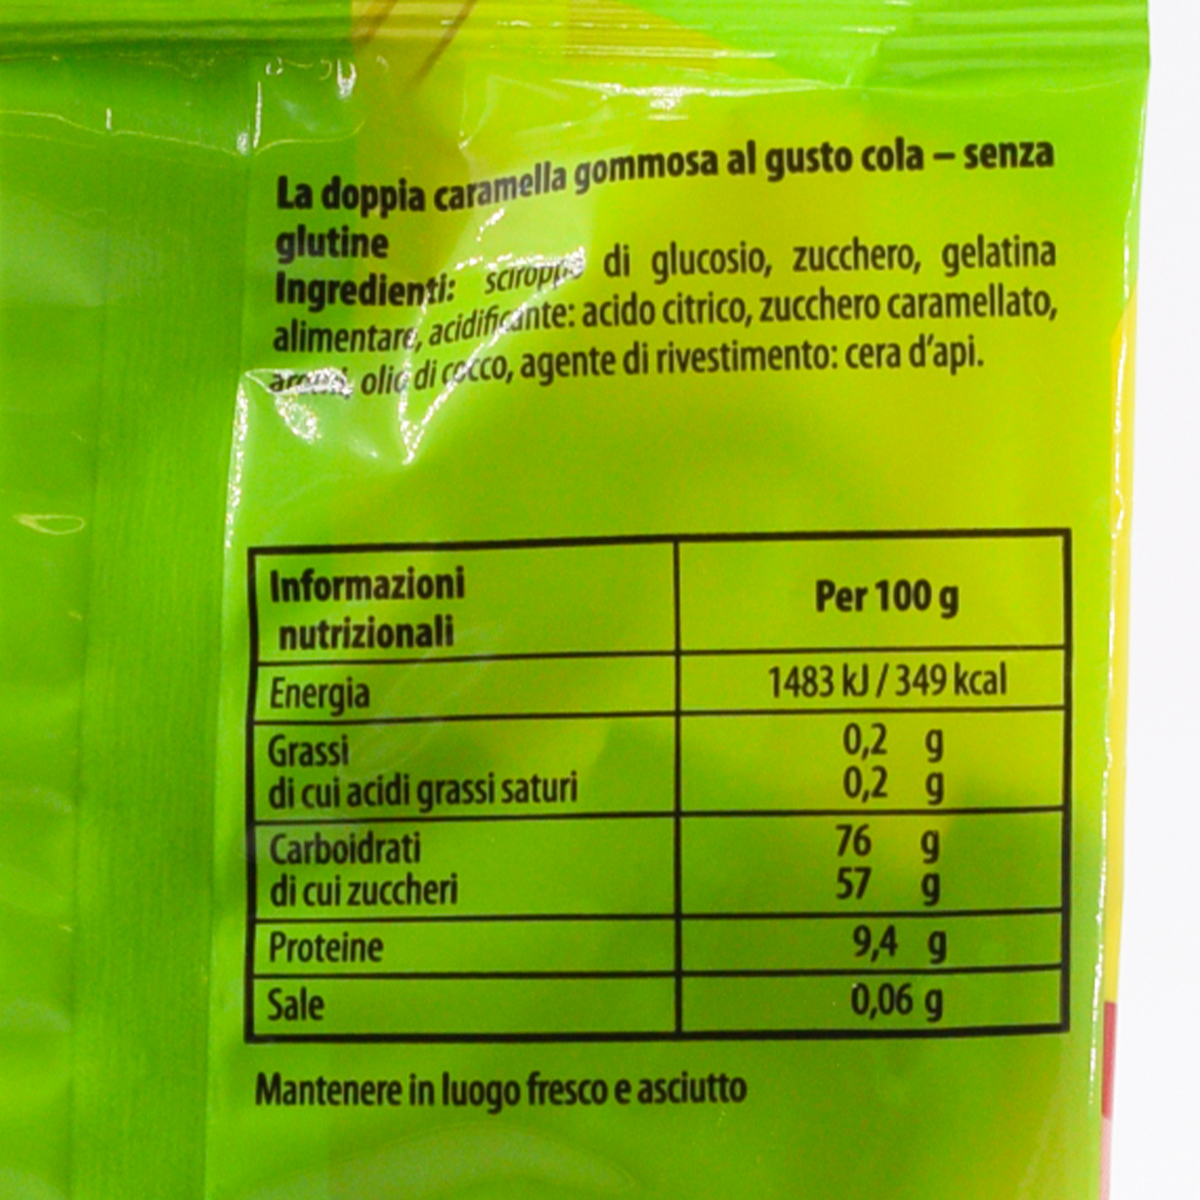 La doppia caramella gommosa al gusto cola – senza
glutine
Ingredienti: sciroppo di glucosio, zucchero, gelatina
alimentare, acidificante: acido citrico, zucchero caramellato,
aromi, olio di cocco, agente di rivestimento: cera d'api.
Informazioni
nutrizionali
Per 100 g
Energia 1483 kJ / 349 kcal
Grassi 0,2 g
di cui acidi grassi saturi 0,2 g
Carboidrati 76 g
di cui zuccheri 57 g
Proteine 9,4 g
Sale 0,06 g
Mantenere in luogo fresco e asciutto